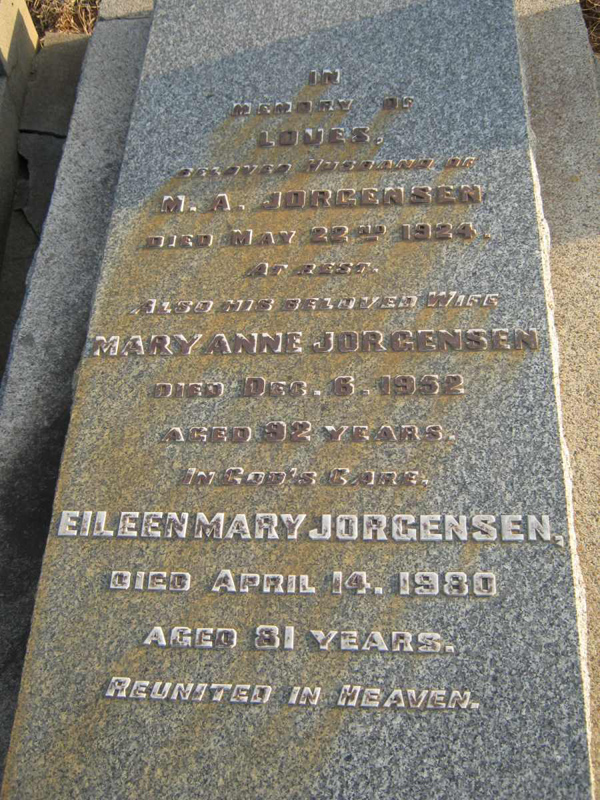 IN
MEMORY OF
LOUES,
BELOVED HUSBAND OF
M. A. JORGENSEN
DIED MAY 22ND 1924.
AT REST.
ALSO HIS BELOVED WIFE
MARY ANNE JORGENSEN
DIED DEC. 6. 1952
AGED 92 YEARS.
IN GOD'S CARE.
EILEEN MARY JORGENSEN,
DIED APRIL 14. 1980
AGED 81 YEARS.
REUNITED IN HEAVEN.